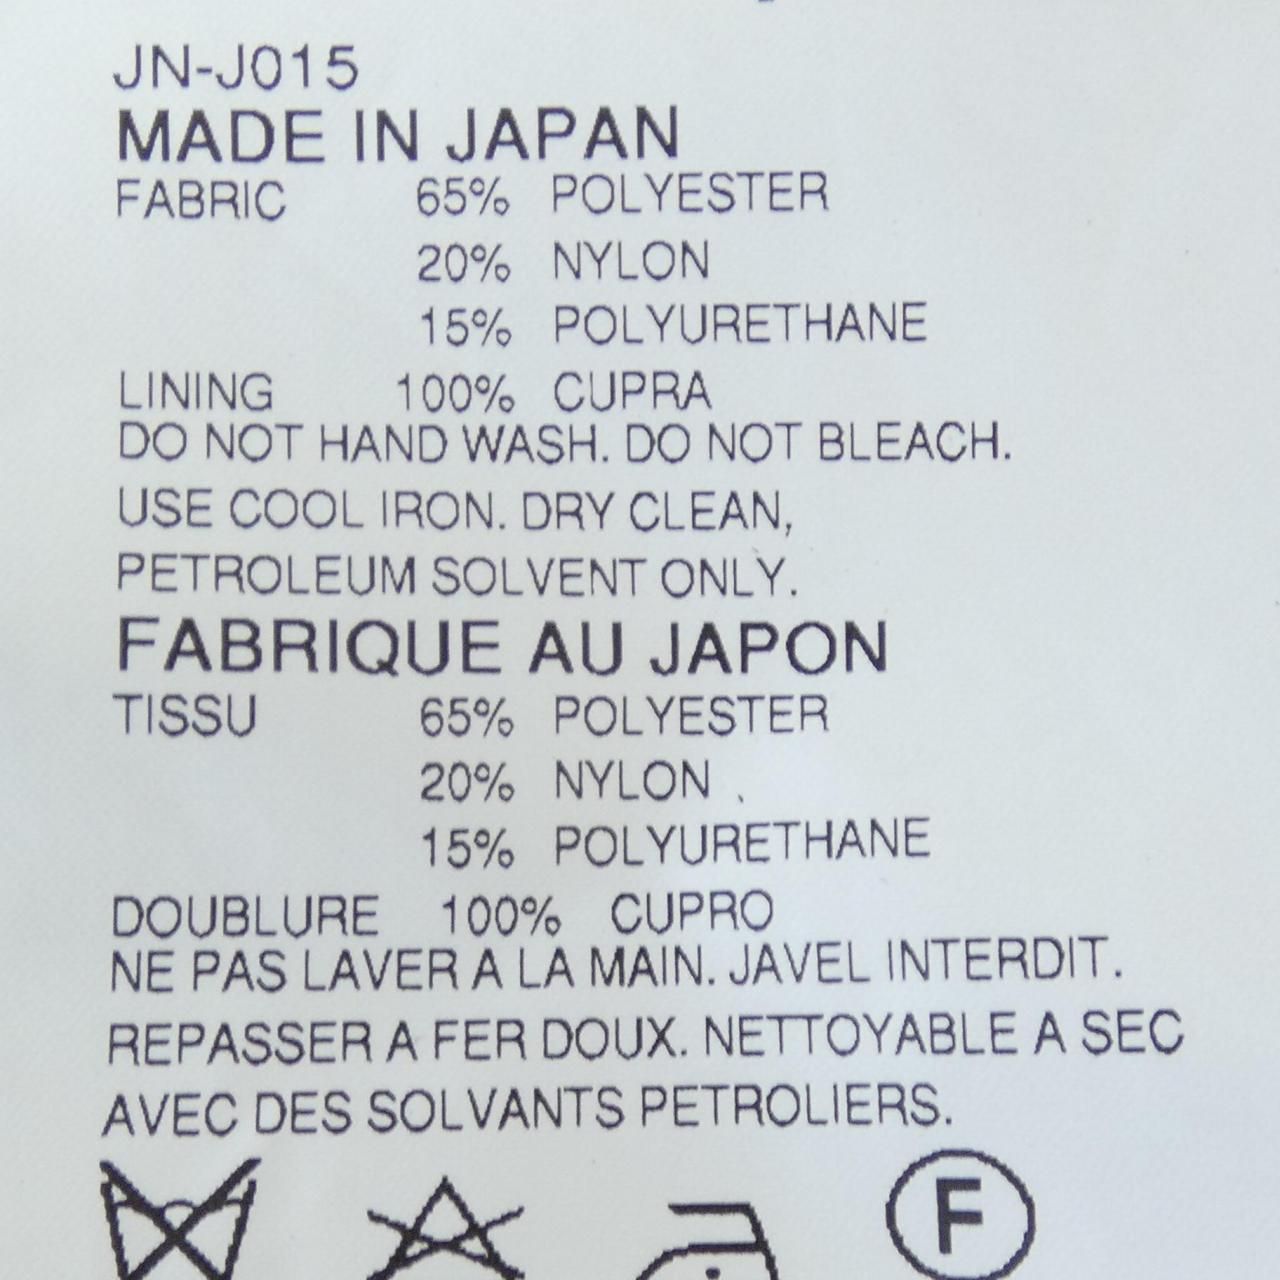 JN-J015
MADE IN JAPAN
FABRIC 65% POLYESTER
20% NYLON
15% POLYURETHANE
LINING 100% CUPRA
DO NOT HAND WASH. DO NOT BLEACH.
USE COOL IRON. DRY CLEAN,
PETROLEUM SOLVENT ONLY.
FABRIQUE AU JAPON
TISSU 65% POLYESTER
20% NYLON
15% POLYURETHANE
DOUBLURE 100% CUPRO
NE PAS LAVER A LA MAIN. JAVEL INTERDIT.
REPASSER A FER DOUX. NETTOYABLE A SEC
AVEC DES SOLVANTS PETROLIERS.
F